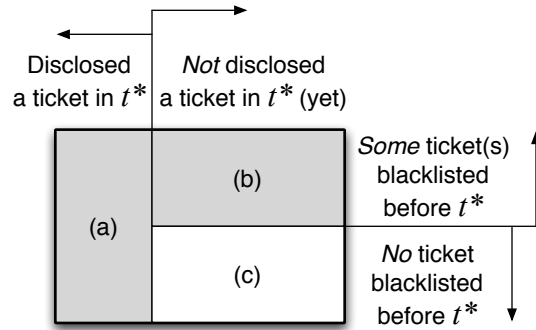 Disclosed
a ticket in t*
Not disclosed
a ticket in t* (yet)
Some ticket(s)
blacklisted
before t*
(a)
(b)
(c)
No ticket
blacklisted
before t*